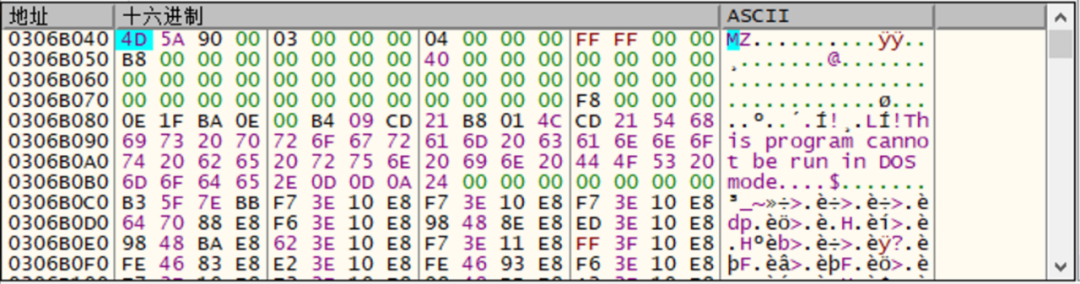 地址 十六进制 ASCII
0306B040 4D 5A 90 00 03 00 00 00 04 00 00 00 FF FF 00 00 MZ..........ÿÿ..
0306B050 B8 00 00 00 00 00 00 00 40 00 00 00 00 00 00 00 ¸.......@.......
0306B060 00 00 00 00 00 00 00 00 00 00 00 00 00 00 00 00 ................
0306B070 00 00 00 00 00 00 00 00 00 00 00 00 F8 00 00 00 ............ø...
0306B080 0E 1F BA 0E 00 B4 09 CD 21 B8 01 4C CD 21 54 68 ..º..´.Í!¸.LÍ!Th
0306B090 69 73 20 70 72 6F 67 72 61 6D 20 63 61 6E 6E 6F is program canno
0306B0A0 74 20 62 65 20 72 75 6E 20 69 6E 20 44 4F 53 20 t be run in DOS
0306B0B0 6D 6F 64 65 2E 0D 0D 0A 24 00 00 00 00 00 00 00 mode....$.......
0306B0C0 B3 5F 7E BB F7 3E 10 E8 F7 3E 10 E8 F7 3E 10 E8 ³_~»÷>.è÷>.è÷>.è
0306B0D0 64 70 88 E8 F6 3E 10 E8 98 48 8E E8 ED 3E 10 E8 dp.èö>.è.H.èí>.è
0306B0E0 98 48 BA E8 62 3E 10 E8 F7 3E 11 E8 FF 3F 10 E8 .Hºèb>.è÷>.èÿ?.è
0306B0F0 FE 46 83 E8 E2 3E 10 E8 FE 46 93 E8 F6 3E 10 E8 þF.èâ>.èþF.èö>.è